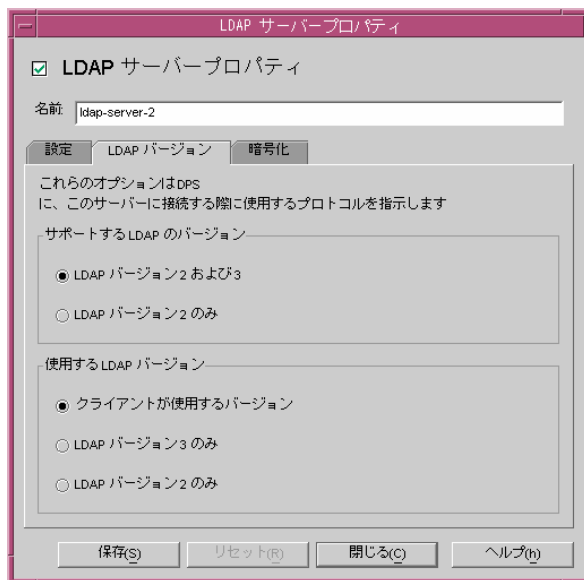 LDAP サーバープロパティ
LDAP サーバープロパティ
名前: ldap-server-2
設定 LDAP バージョン 暗号化
これらのオプションはDPS
に、このサーバーに接続する際に使用するプロトコルを指示します
サポートするLDAP のバージョン
LDAP バージョン2 および3
LDAP バージョン2 のみ
使用するLDAP バージョン
クライアントが使用するバージョン
LDAP バージョン3 のみ
LDAP バージョン2 のみ
保存(S) リセット(R) 閉じる(C) ヘルプ(h)